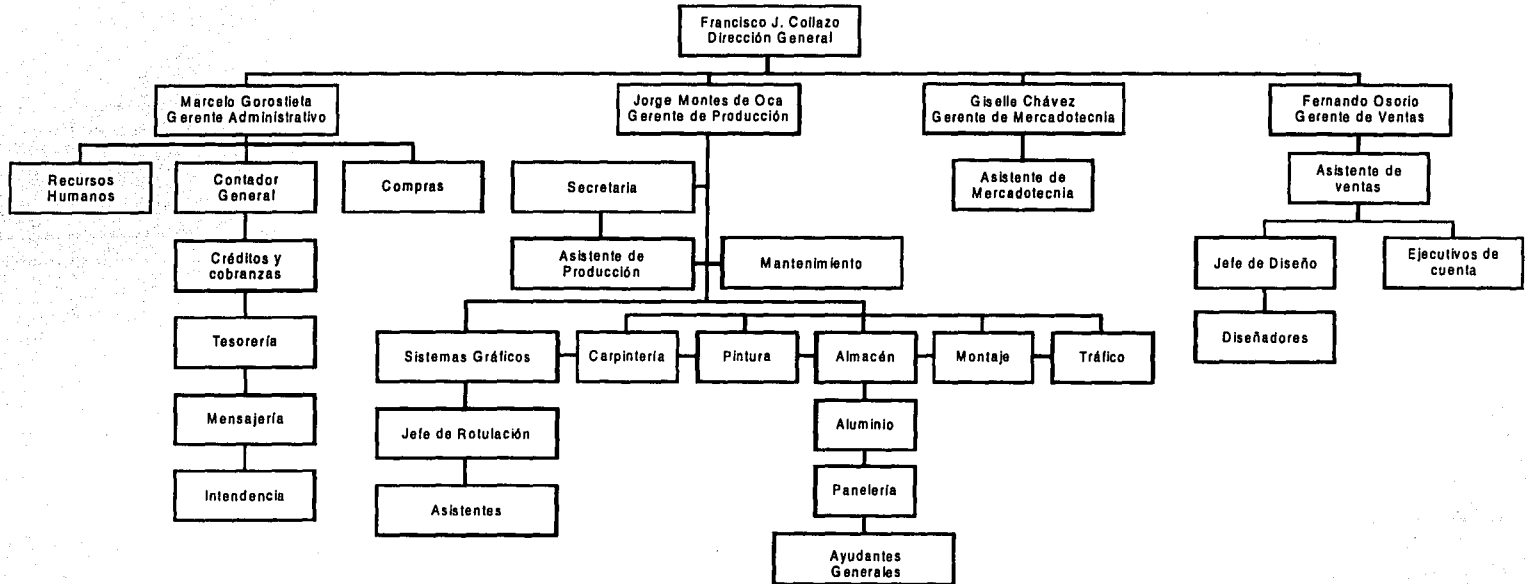 Francisco J. Collazo
Dirección General
Marcelo Gorostieta
Gerente Administrativo
Jorge Montes de Oca
Gerente de Producción
Giselle Chávez
Gerente de Mercadotecnia
Fernando Osorio
Gerente de Ventas
Recursos
Humanos
Contador
General
Compras
Secretaria
Asistente de
Mercadotecnia
Asistente de
ventas
Créditos y
cobranzas
Asistente de
Producción
Mantenimiento
Jefe de Diseño
Ejecutivos de
cuenta
Tesorería
Sistemas Gráficos
Carpintería
Pintura
Almacén
Montaje
Tráfico
Diseñadores
Mensajería
Jefe de Rotulación
Aluminio
Intendencia
Asistentes
Panelería
Ayudantes
Generales